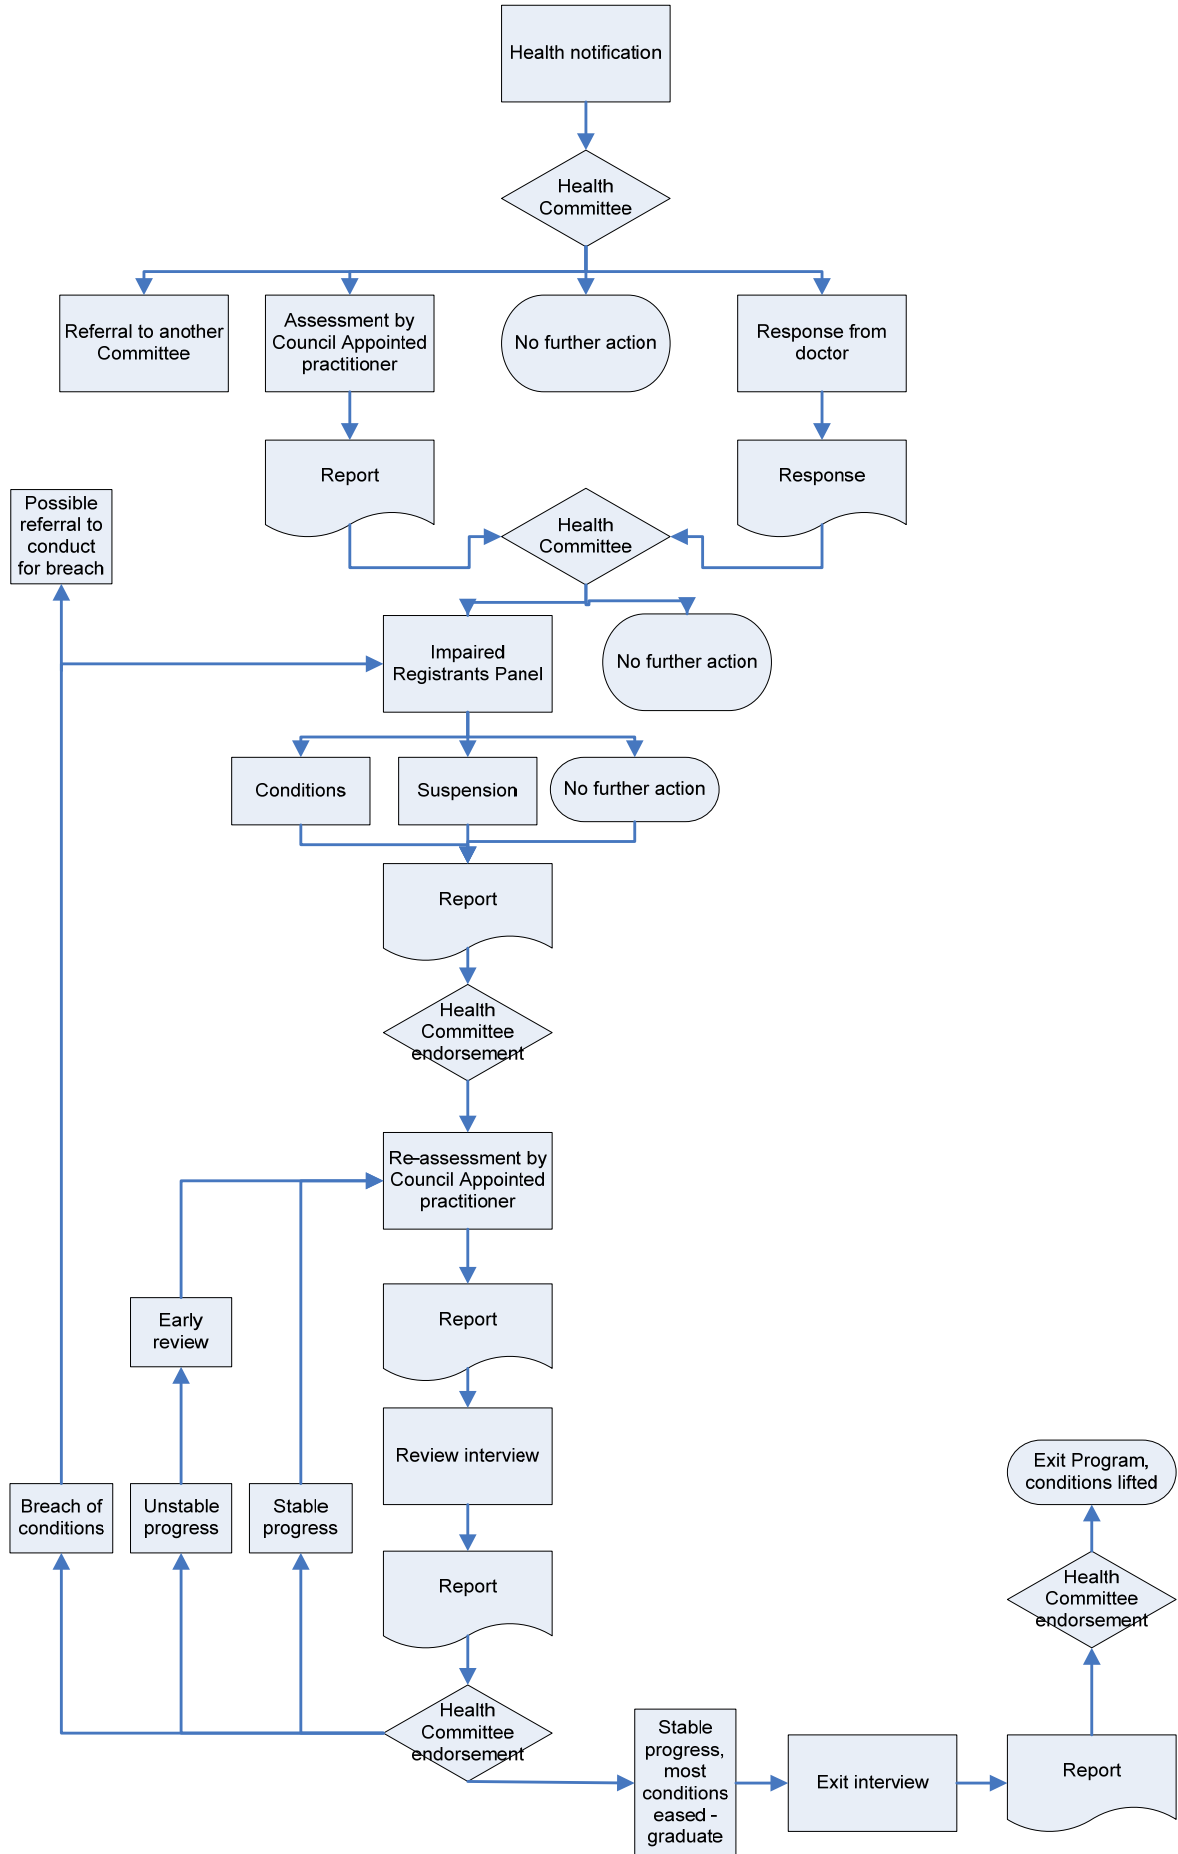 Health notification
Health
Committee
Referral to another
Committee
Assessment by
Council Appointed
practitioner
No further action
Response from
doctor
Report
Response
Possible
referral to
conduct
for breach
Health
Committee
Impaired
Registrants Panel
No further action
Conditions
Suspension
No further action
Report
Health
Committee
endorsement
Re-assessment by
Council Appointed
practitioner
Early
review
Report
Review interview
Exit Program,
conditions lifted
Breach of
conditions
Unstable
progress
Stable
progress
Report
Health
Committee
endorsement
Health
Committee
endorsement
Stable
progress,
most
conditions
eased -
graduate
Exit interview
Report